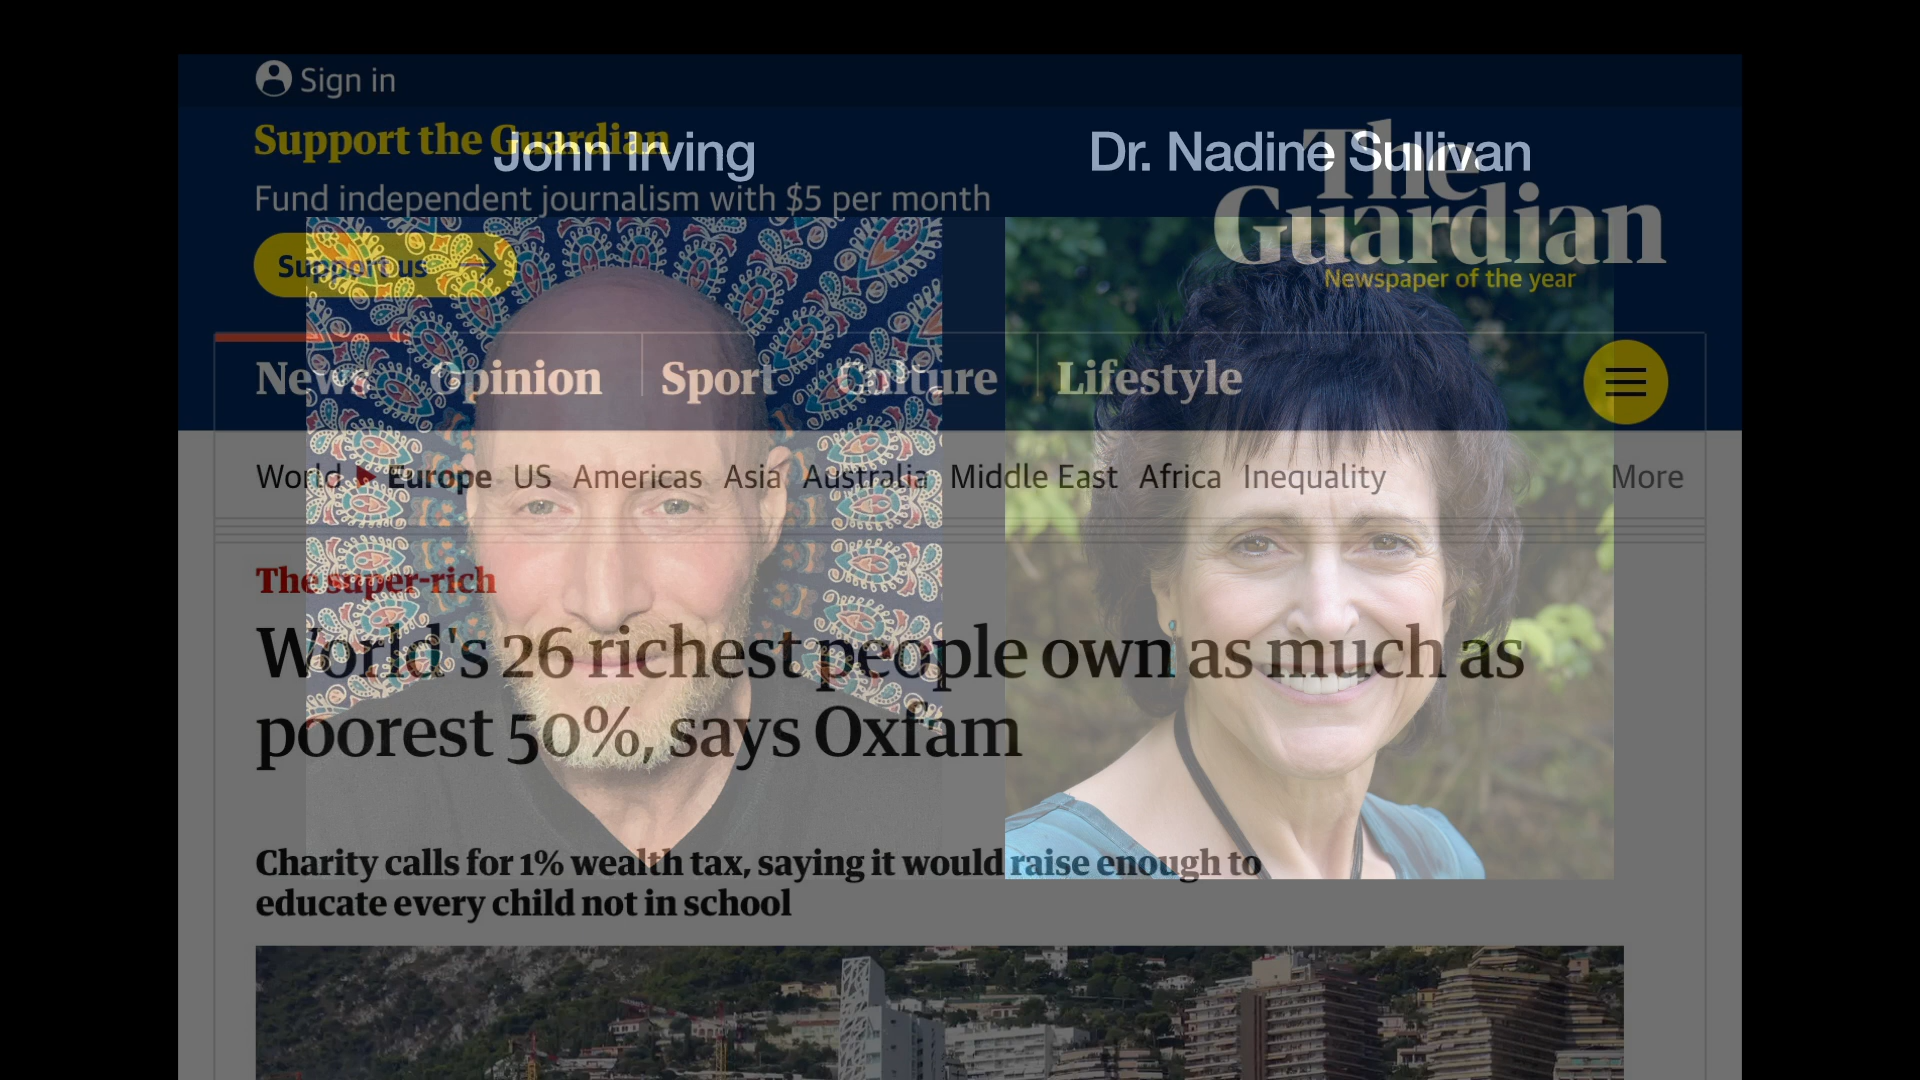 Sign in
Support the Guardian
John Irving
Dr. Nadine Sullivan
Fund independent journalism with $5 per month
The
Guardian
Support us
Newspaper of the year
News Opinion Sport Culture Lifestyle
World Europe US Americas Asia Australia Middle East Africa Inequality More
The super-rich
World's 26 richest people own as much as
poorest 50%, says Oxfam
Charity calls for 1% wealth tax, saying it would raise enough to
educate every child not in school